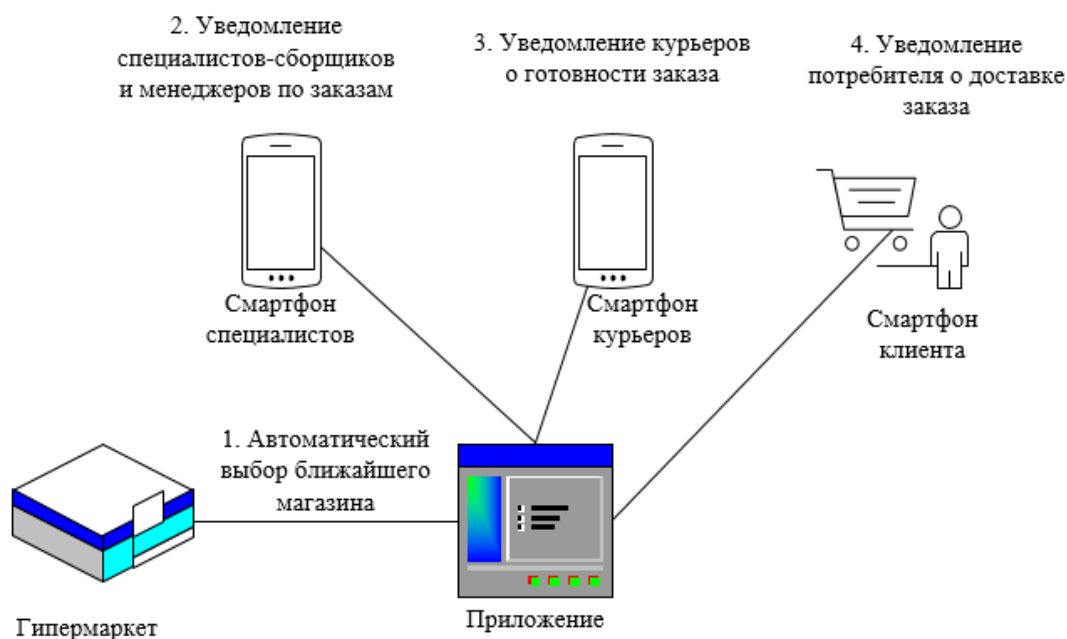 2. Уведомление
специалистов-сборщиков
и менеджеров по заказам
3. Уведомление курьеров
о готовности заказа
4. Уведомление
потребителя о доставке
заказа
Смартфон
специалистов
Смартфон
курьеров
Смартфон
клиента
1. Автоматический
выбор ближайшего
магазина
Гипермаркет
Приложение